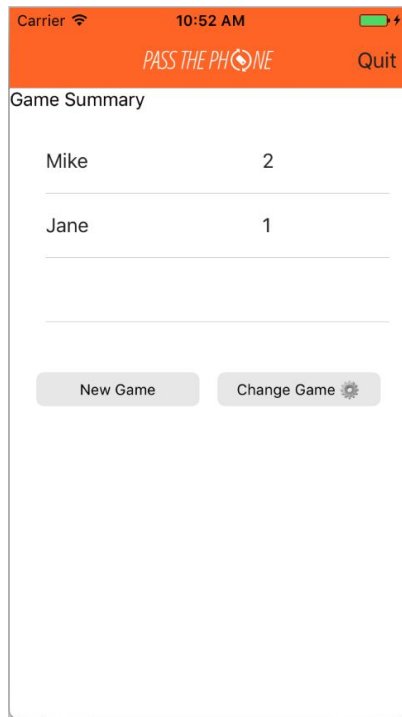 Carrier 10:52 AM
PASS THE PHONE Quit
Game Summary
Mike 2
Jane 1
New Game Change Game